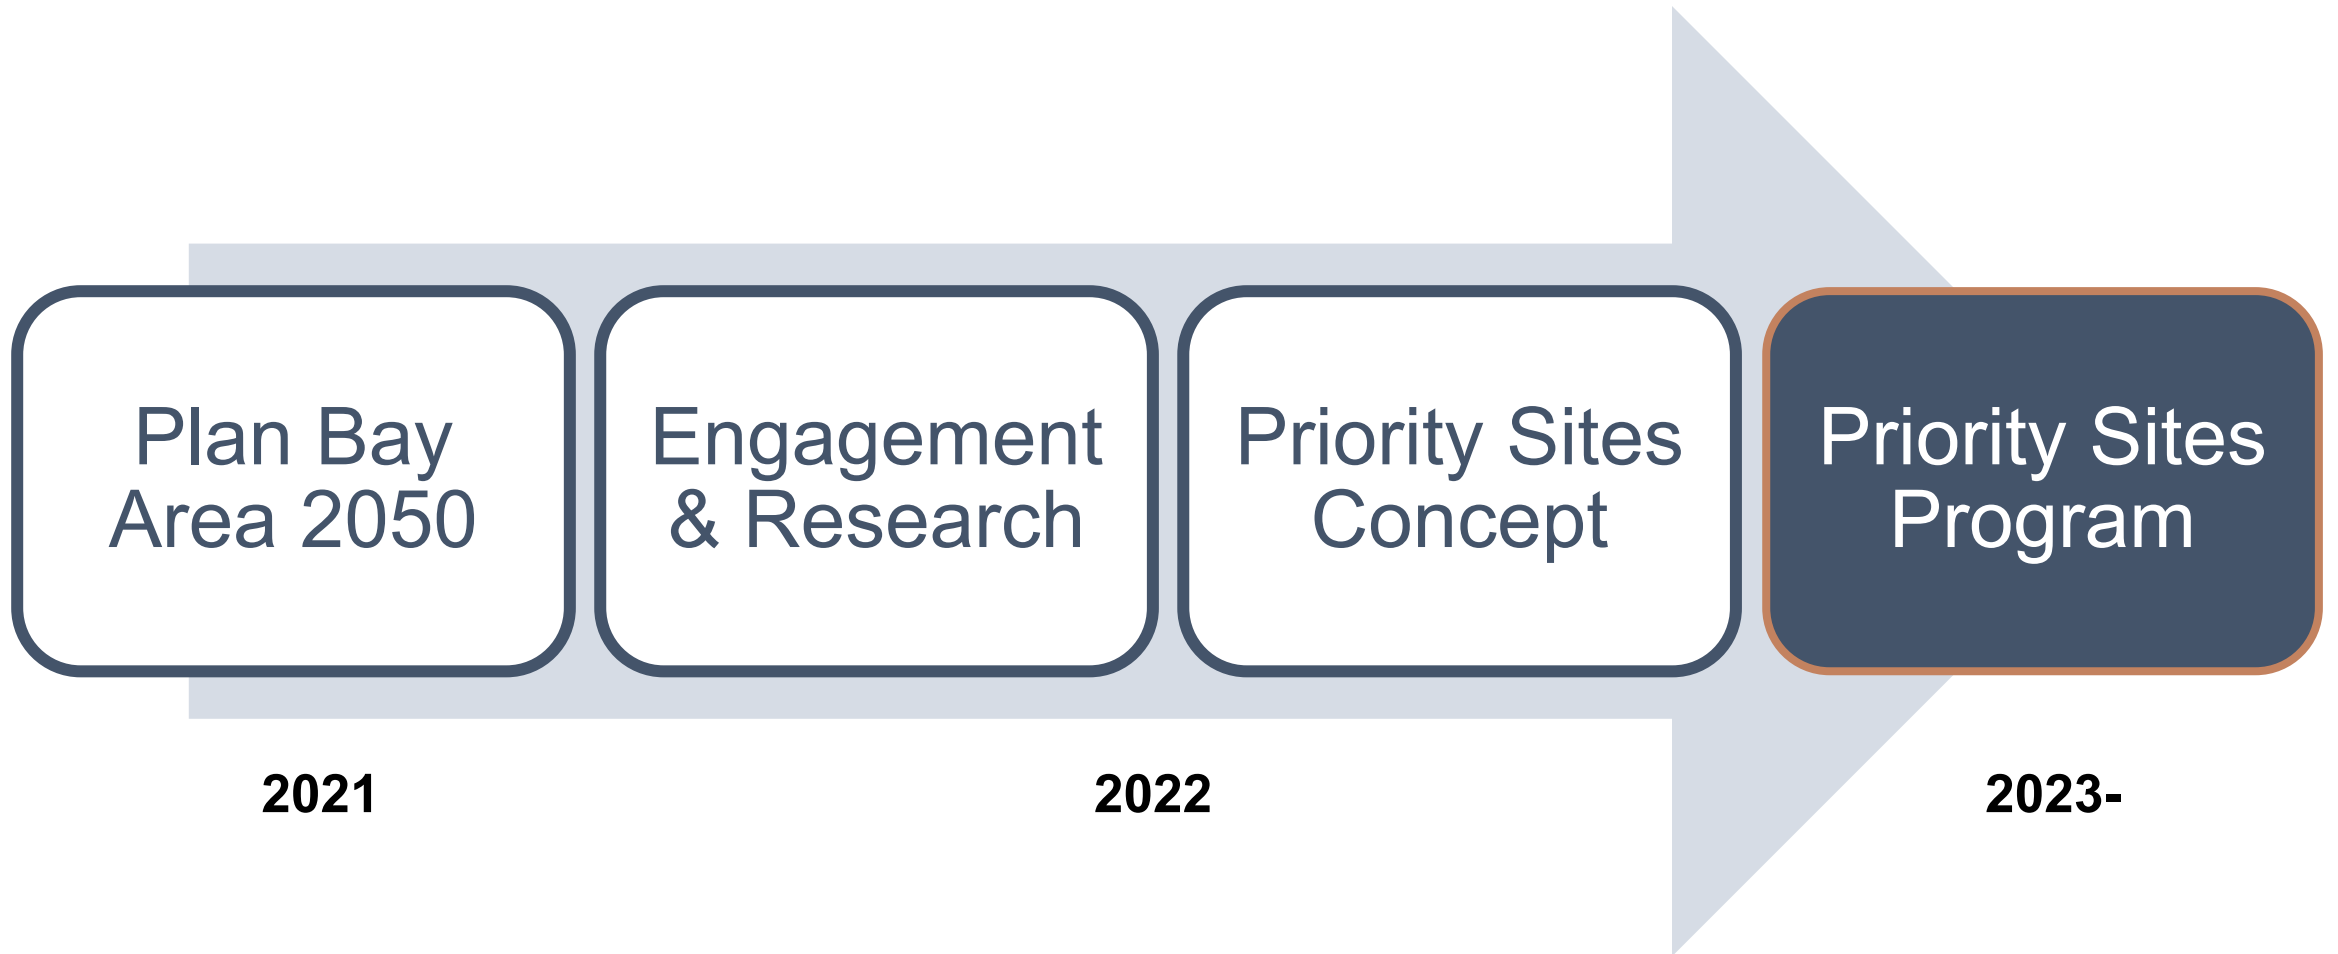 Plan Bay
Area 2050
Engagement
& Research
Priority Sites
Concept
Priority Sites
Program
2021
2022
2023-